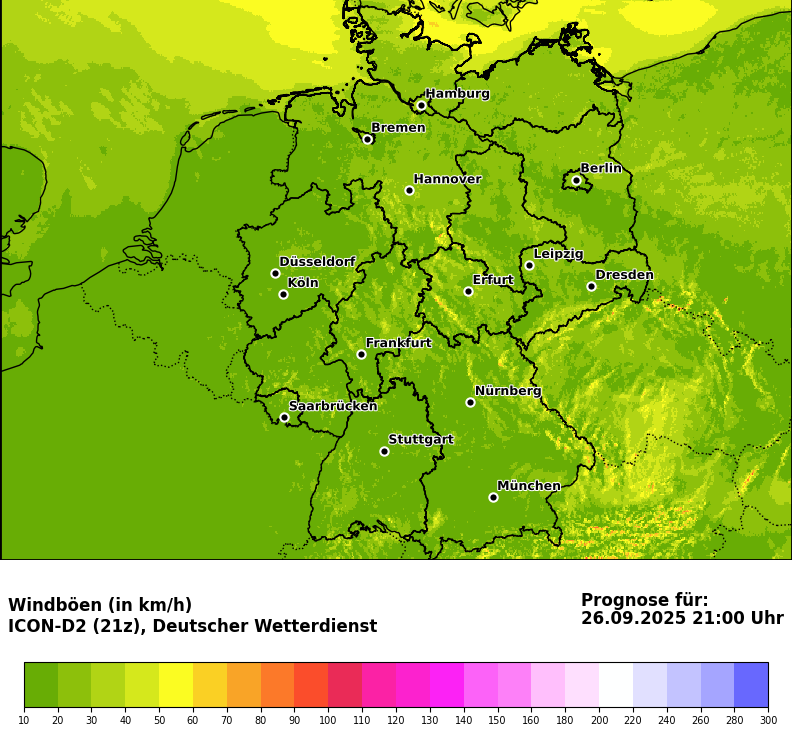 Hamburg
Bremen
Berlin
Hannover
Leipzig
Düsseldorf
Dresden
Köln
Erfurt
Frankfurt
Nürnberg
Saarbrücken
Stuttgart
München
Windböen (in km/h)
ICON-D2 (21z), Deutscher Wetterdienst
Prognose für:
26.09.2025 21:00 Uhr
10 20 30 40 50 60 70 80 90 100 110 120 130 140 150 160 180 200 220 240 260 280 300